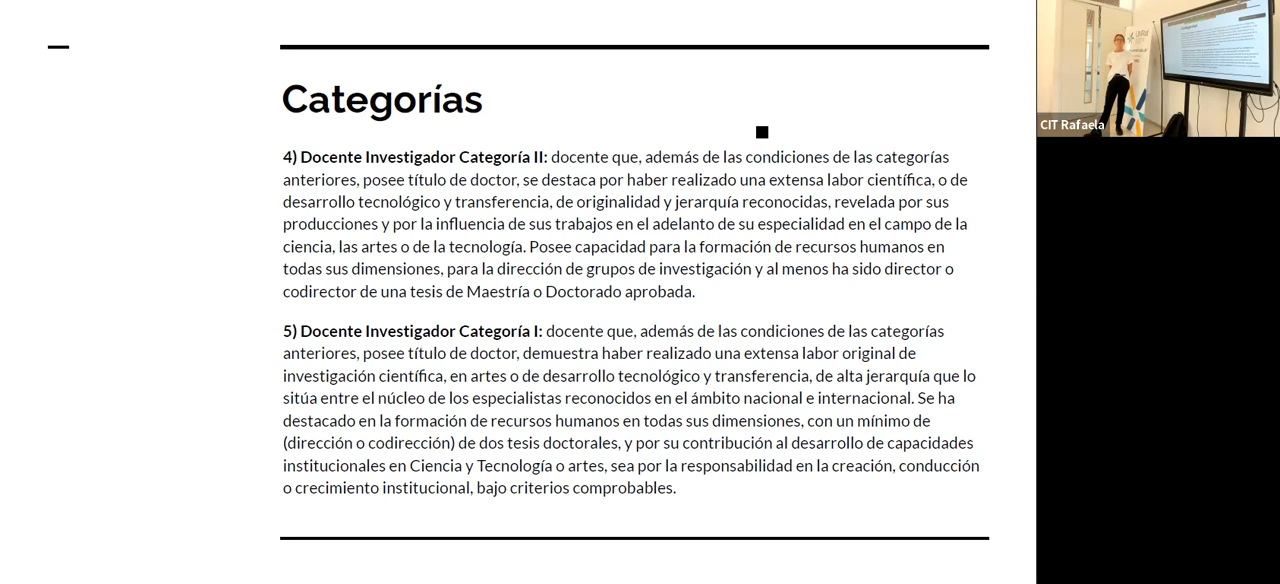 Categorías
4) Docente Investigador Categoría II: docente que, además de las condiciones de las categorías
anteriores, posee título de doctor, se destaca por haber realizado una extensa labor científica, o de
desarrollo tecnológico y transferencia, de originalidad y jerarquía reconocidas, revelada por sus
producciones y por la influencia de sus trabajos en el adelanto de su especialidad en el campo de la
ciencia, las artes o de la tecnología. Posee capacidad para la formación de recursos humanos en
todas sus dimensiones, para la dirección de grupos de investigación y al menos ha sido director o
codirector de una tesis de Maestría o Doctorado aprobada.
5) Docente Investigador Categoría I: docente que, además de las condiciones de las categorías
anteriores, posee título de doctor, demuestra haber realizado una extensa labor original de
investigación científica, en artes o de desarrollo tecnológico y transferencia, de alta jerarquía que lo
sitúa entre el núcleo de los especialistas reconocidos en el ámbito nacional e internacional. Se ha
destacado en la formación de recursos humanos en todas sus dimensiones, con un mínimo de
(dirección o codirección) de dos tesis doctorales, y por su contribución al desarrollo de capacidades
institucionales en Ciencia y Tecnología o artes, sea por la responsabilidad en la creación, conducción
o crecimiento institucional, bajo criterios comprobables.
CIT Rafaela